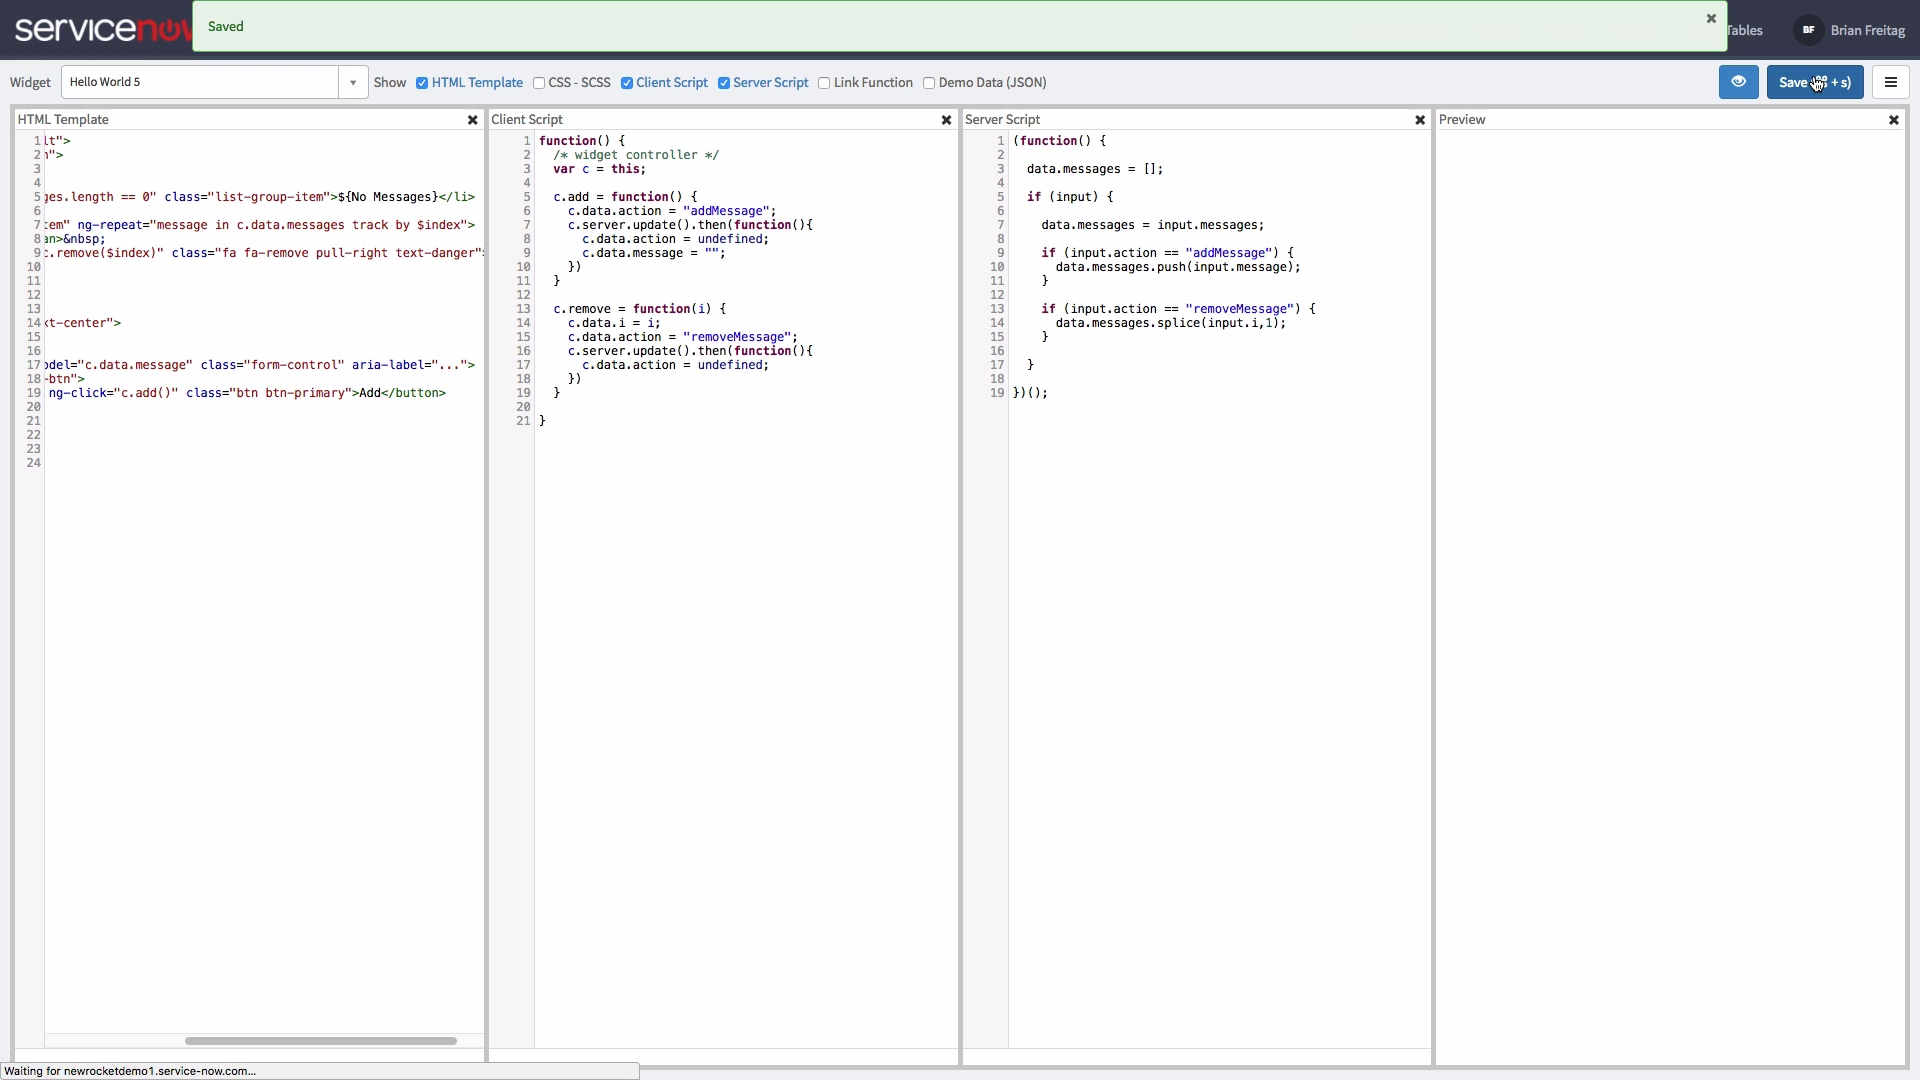 servicenow
Saved
Tables
BF
Brian Freitag
Widget
Hello World 5
Show
HTML Template
CSS - SCSS
Client Script
Server Script
Link Function
Demo Data (JSON)
Save + s)
HTML Template
1 lt">
2 ">
3
4
5 ges.length == 0" class="list-group-item">${No Messages}</li>
6
7 tem" ng-repeat="message in c.data.messages track by $index">
8 an>&nbsp;
9 c.remove($index)" class="fa fa-remove pull-right text-danger"
10
11
12
13
14 xt-center">
15
16
17 odel="c.data.message" class="form-control" aria-label="...">
18 -btn">
19 ng-click="c.add()" class="btn btn-primary">Add</button>
20
21
22
23
24
Client Script
1 function() {
2 /* widget controller */
3 var c = this;
4
5 c.add = function() {
6 c.data.action = "addMessage";
7 c.server.update().then(function(){
8 c.data.action = undefined;
9 c.data.message = "";
10 })
11 }
12
13 c.remove = function(i) {
14 c.data.i = i;
15 c.data.action = "removeMessage";
16 c.server.update().then(function(){
17 c.data.action = undefined;
18 })
19 }
20
21 }
Server Script
1 (function() {
2
3 data.messages = [];
4
5 if (input) {
6
7 data.messages = input.messages;
8
9 if (input.action == "addMessage") {
10 data.messages.push(input.message);
11 }
12
13 if (input.action == "removeMessage") {
14 data.messages.splice(input.i,1);
15 }
16
17 }
18
19 })();
Preview
Waiting for newrocketdemo1.service-now.com...